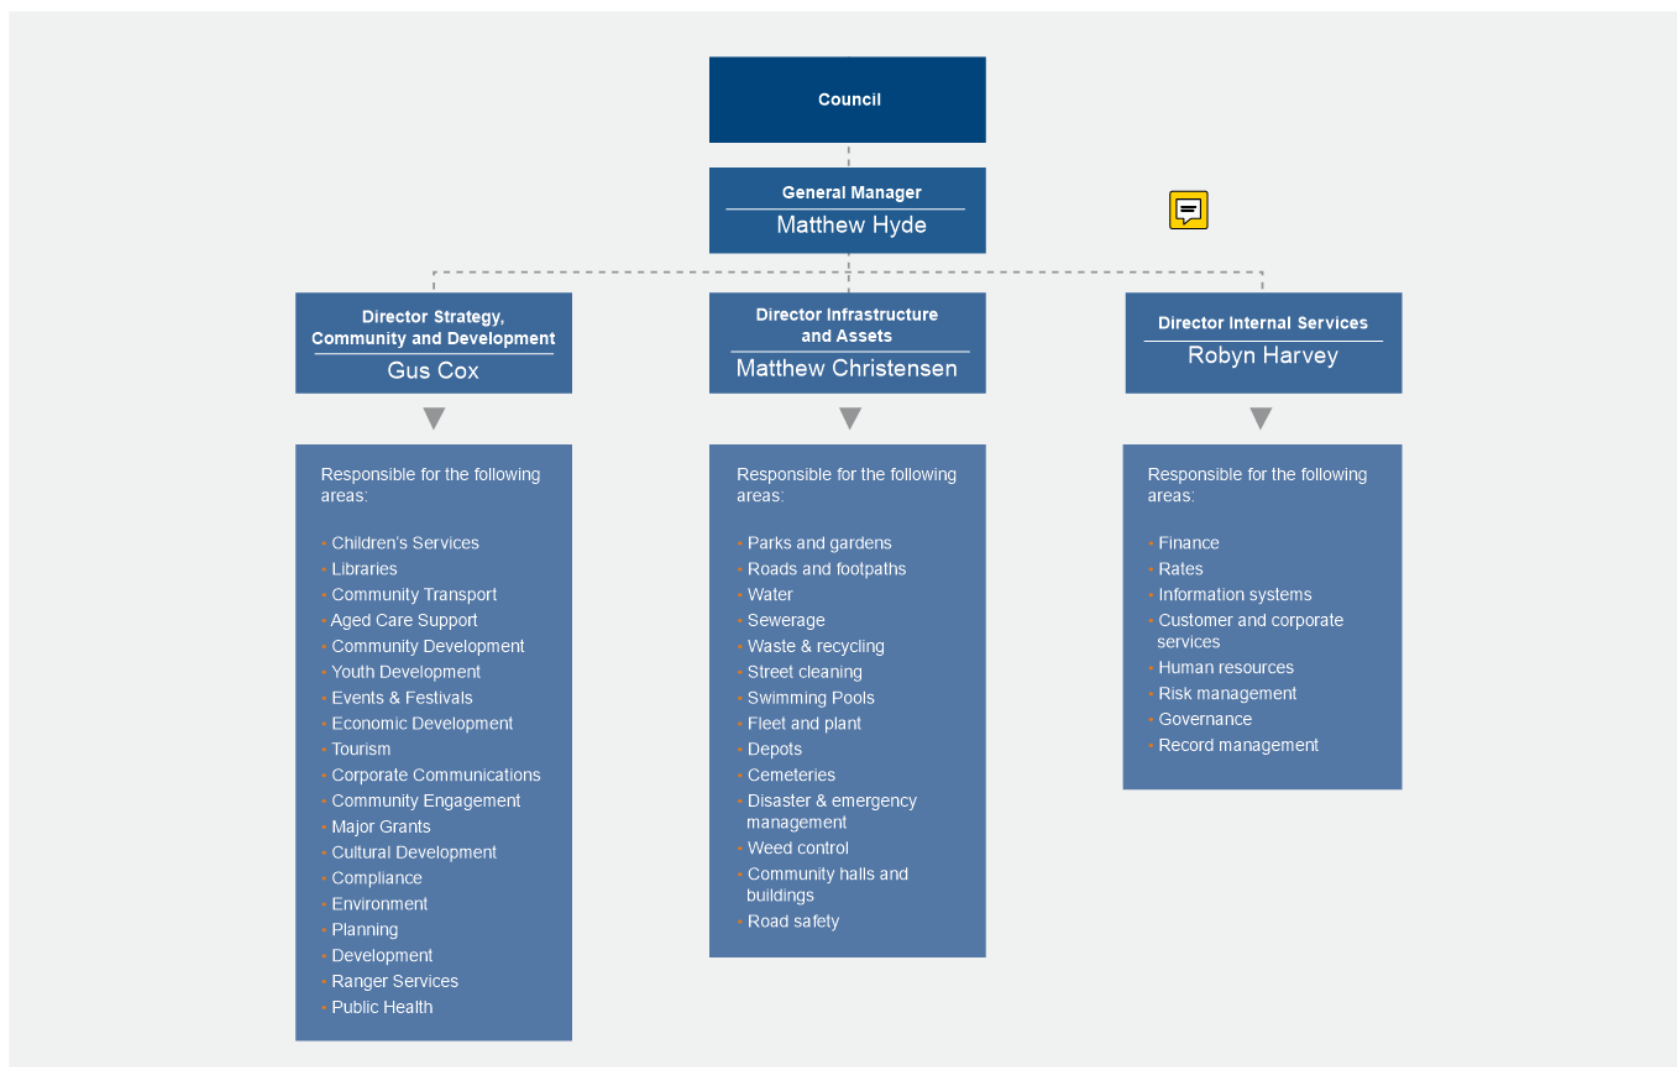 Council
General Manager
Matthew Hyde
Director Strategy,
Community and Development
Gus Cox
Director Infrastructure
and Assets
Matthew Christensen
Director Internal Services
Robyn Harvey
Responsible for the following
areas:
• Children’s Services
• Libraries
• Community Transport
• Aged Care Support
• Community Development
• Youth Development
• Events & Festivals
• Economic Development
• Tourism
• Corporate Communications
• Community Engagement
• Major Grants
• Cultural Development
• Compliance
• Environment
• Planning
• Development
• Ranger Services
• Public Health
Responsible for the following
areas:
• Parks and gardens
• Roads and footpaths
• Water
• Sewerage
• Waste & recycling
• Street cleaning
• Swimming Pools
• Fleet and plant
• Depots
• Cemeteries
• Disaster & emergency
management
• Weed control
• Community halls and
buildings
• Road safety
Responsible for the following
areas:
• Finance
• Rates
• Information systems
• Customer and corporate
services
• Human resources
• Risk management
• Governance
• Record management